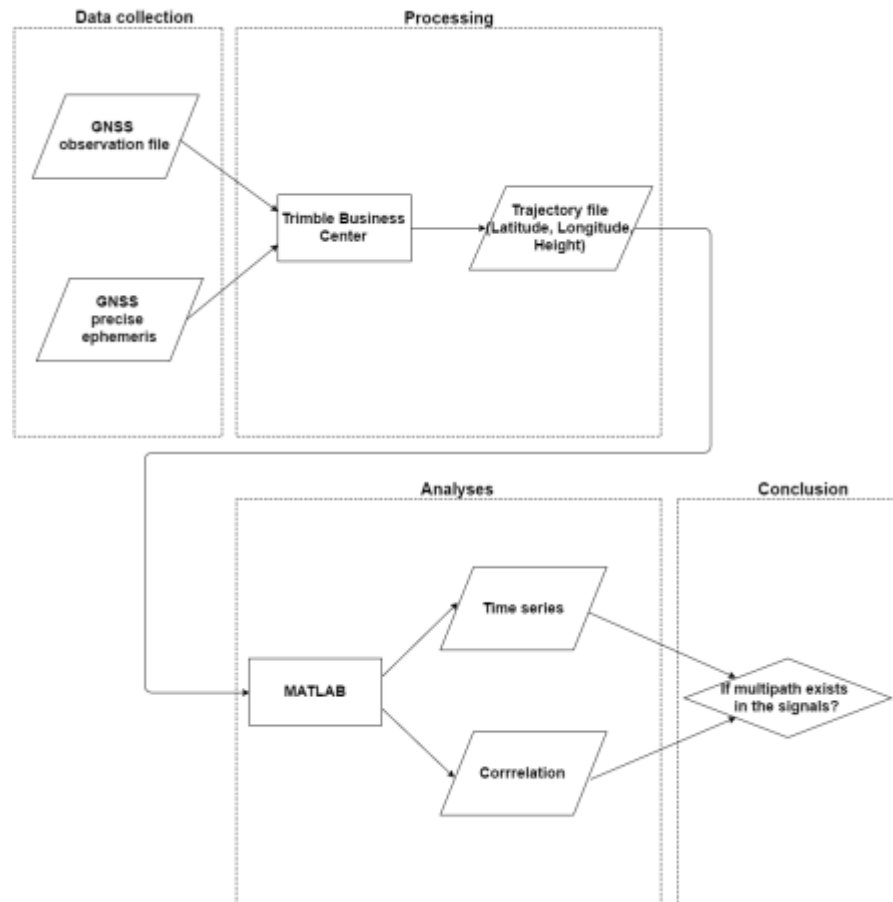 Data collection
Processing
GNSS
observation file
GNSS
precise
ephemeris
Trimble Business
Center
Trajectory file
(Latitude, Longitude,
Height)
Analyses
Conclusion
MATLAB
Time series
Corrrelation
If multipath exists
in the signals?